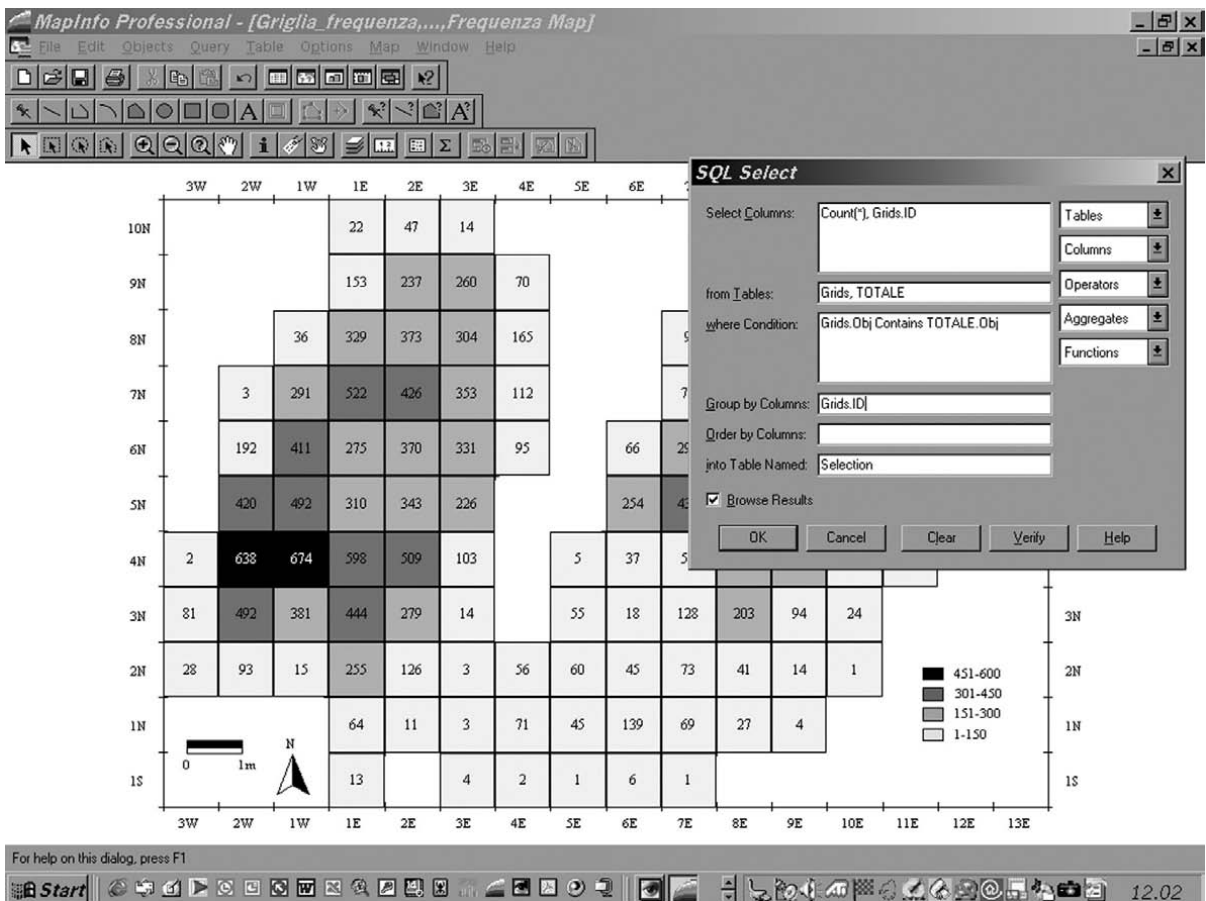 MapInfo Professional - [Griglia_frequenza,...,Frequenza Map]
File Edit Objects Query Table Options Map Window Help
3W 2W 1W 1E 2E 3E 4E 5E 6E
10N 22 47 14
9N 153 237 260 70
8N 36 329 373 304 165
7N 3 291 522 426 353 112
6N 192 411 275 370 331 95 66
5N 420 492 310 343 226 254
4N 2 638 674 598 509 103 5 37
3N 81 492 381 444 279 14 55 18 128 203 94 24 3N
2N 28 93 15 255 126 3 56 60 45 73 41 14 1 2N
1N 64 11 3 71 45 139 69 27 4 1N
1S 13 4 2 1 6 1 1S
3W 2W 1W 1E 2E 3E 4E 5E 6E 7E 8E 9E 10E 11E 12E 13E
0 1m
N
451-600
301-450
151-300
1-150
SQL Select
Select Columns: Count(*), Grids.ID
from Tables: Grids, TOTALE
where Condition: Grids.Obj Contains TOTALE.Obj
Group by Columns: Grids.ID
Order by Columns:
into Table Named: Selection
Browse Results
Tables
Columns
Operators
Aggregates
Functions
OK Cancel Clear Verify Help
For help on this dialog, press F1
Start 12.02